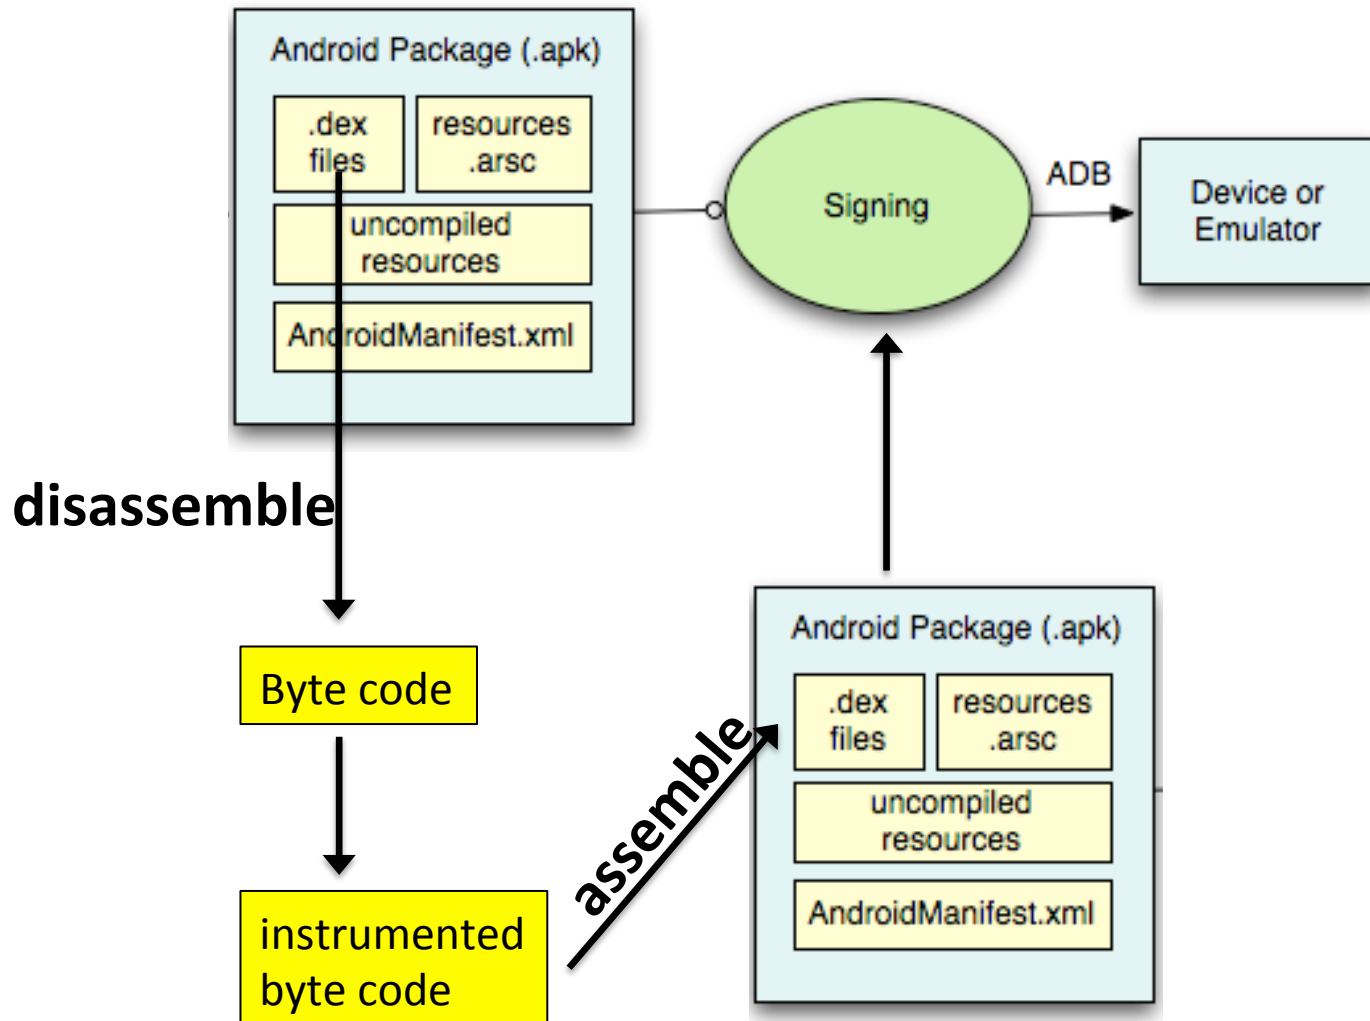 Android Package (.apk)
.dex
files
resources
.arsc
uncompiled
resources
AndroidManifest.xml
Signing
ADB
Device or
Emulator
disassemble
Byte code
instrumented
byte code
assemble
Android Package (.apk)
.dex
files
resources
.arsc
uncompiled
resources
AndroidManifest.xml